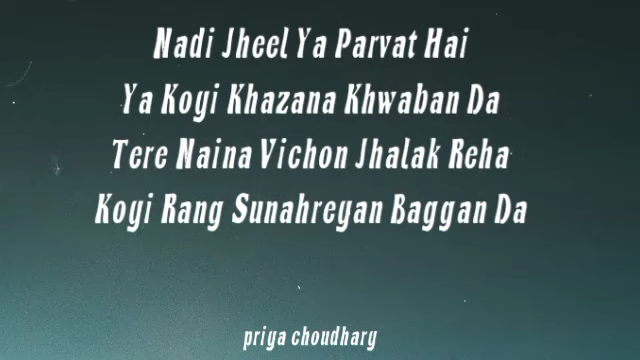 Nadi Jheel Ya Parvat Hai
Ya Koyi Khazana Khwaban Da
Tere Naina Vichon Jhalak Reha
Koyi Rang Sunahreyan Baggan Da
priya choudhary